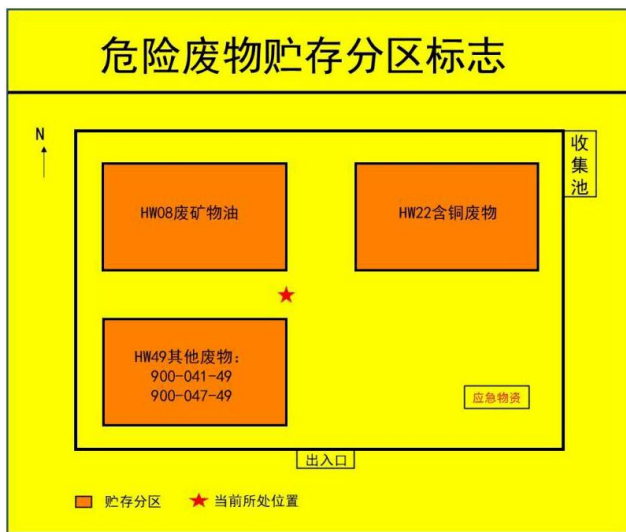 危险废物贮存分区标志
N
收集池
HW08废矿物油
HW22含铜废物
HW49其他废物:
900-041-49
900-047-49
应急物资
出入口
贮存分区
当前所处位置